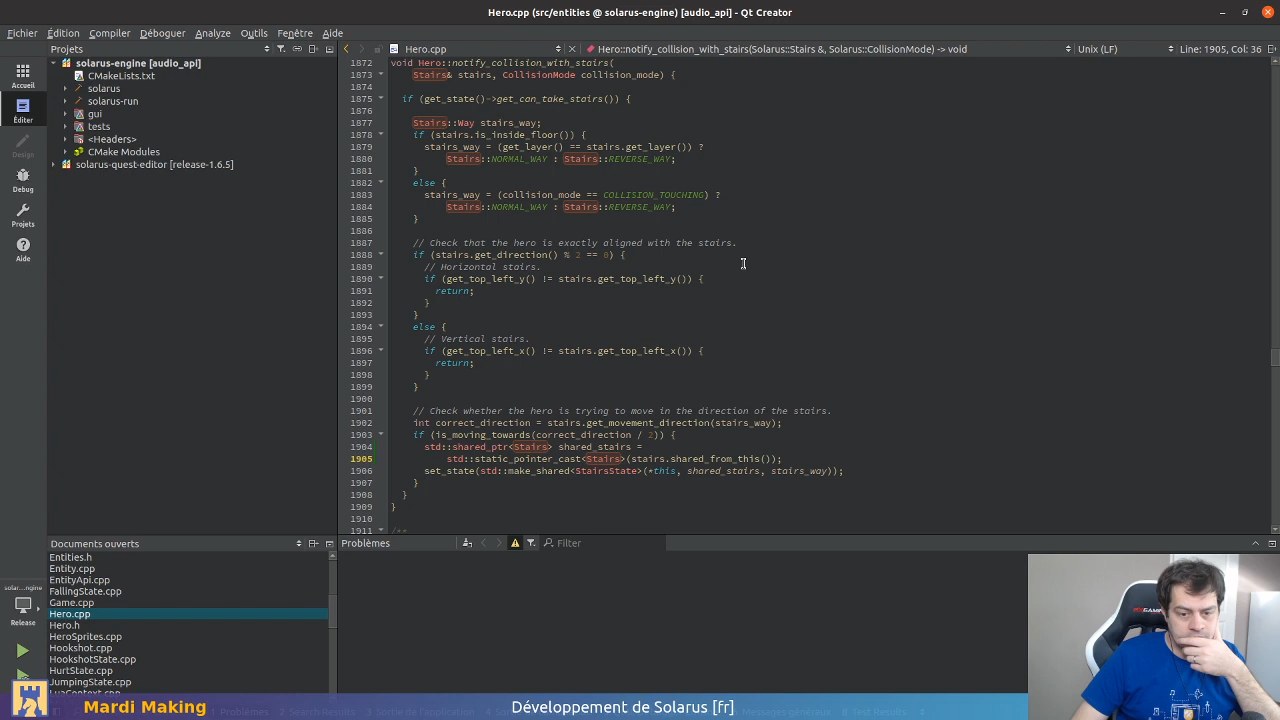 Hero.cpp (src/entities @ solarus-engine) [audio_api] - Qt Creator
Fichier Édition Compiler Déboguer Analyze Outils Fenêtre Aide
Projets Hero.cpp Hero::notify_collision_with_stairs(Solarus::Stairs &, Solarus::CollisionMode) -> void Unix (LF) Line: 1905, Col: 36
Accueil
Éditer
Design
Debug
Projets
Aide
solarus-engine [audio_api]
CMakeLists.txt
solarus
solarus-run
gui
tests
<Headers>
CMake Modules
solarus-quest-editor [release-1.6.5]
1872 void Hero::notify_collision_with_stairs(
1873 Stairs& stairs, CollisionMode collision_mode) {
1874
1875 if (get_state()->get_can_take_stairs()) {
1876
1877 Stairs::Way stairs_way;
1878 if (stairs.is_inside_floor()) {
1879 stairs_way = (get_layer() == stairs.get_layer()) ?
1880 Stairs::NORMAL_WAY : Stairs::REVERSE_WAY;
1881 }
1882 else {
1883 stairs_way = (collision_mode == COLLISION_TOUCHING) ?
1884 Stairs::NORMAL_WAY : Stairs::REVERSE_WAY;
1885 }
1886
1887 // Check that the hero is exactly aligned with the stairs.
1888 if (stairs.get_direction() % 2 == 0) {
1889 // Horizontal stairs.
1890 if (get_top_left_y() != stairs.get_top_left_y()) {
1891 return;
1892 }
1893 }
1894 else {
1895 // Vertical stairs.
1896 if (get_top_left_x() != stairs.get_top_left_x()) {
1897 return;
1898 }
1899 }
1900
1901 // Check whether the hero is trying to move in the direction of the stairs.
1902 int correct_direction = stairs.get_movement_direction(stairs_way);
1903 if (is_moving_towards(correct_direction / 2)) {
1904 std::shared_ptr<Stairs> shared_stairs =
1905 std::static_pointer_cast<Stairs>(stairs.shared_from_this());
1906 set_state(std::make_shared<StairsState>(*this, shared_stairs, stairs_way));
1907 }
1908 }
1909 }
1910
1911 /**
Documents ouverts
Entities.h
Entity.cpp
EntityApi.cpp
FallingState.cpp
Game.cpp
Hero.cpp
Hero.h
HeroSprites.cpp
Hookshot.cpp
HookshotState.cpp
HurtState.cpp
JumpingState.cpp
Problèmes Filter
solar...ngine
Release
Mardi Making
Développement de Solarus [fr]